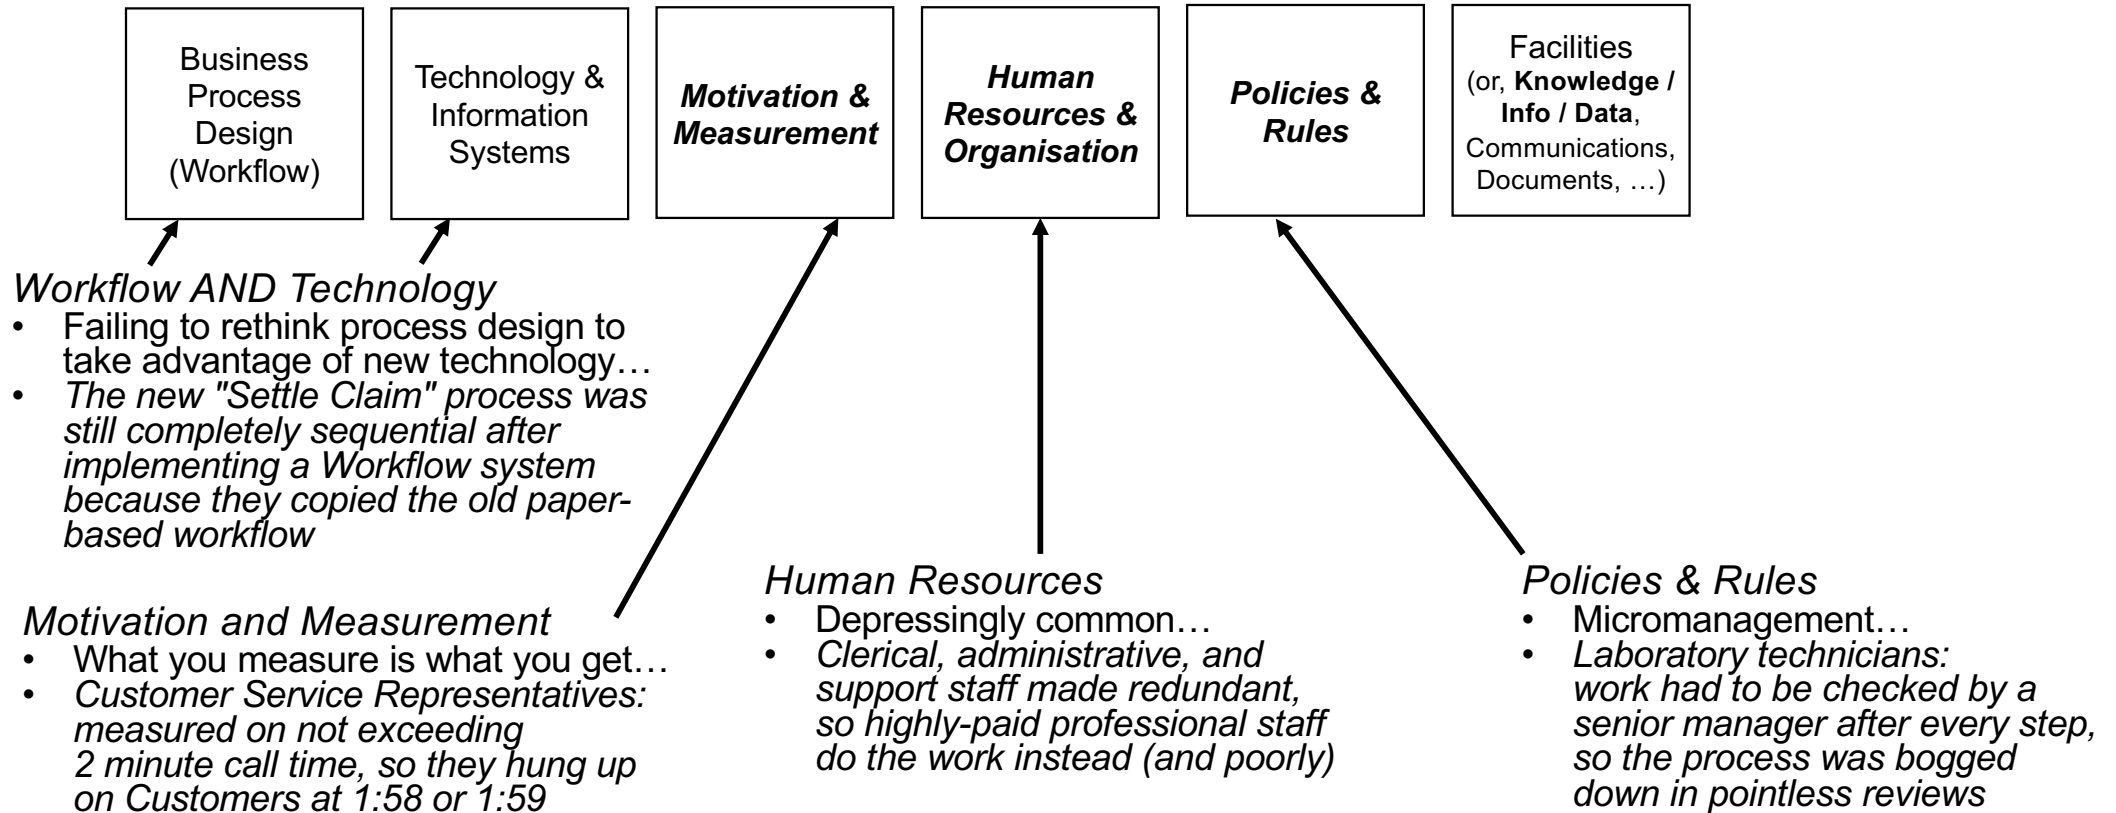 Business
Process
Design
(Workflow)
Technology &
Information
Systems
Motivation &
Measurement
Human
Resources &
Organisation
Policies &
Rules
Facilities
(or, Knowledge /
Info / Data,
Communications,
Documents, …)
Workflow AND Technology
• Failing to rethink process design to
take advantage of new technology…
• The new "Settle Claim" process was
still completely sequential after
implementing a Workflow system
because they copied the old paper-
based workflow
Motivation and Measurement
• What you measure is what you get…
• Customer Service Representatives:
measured on not exceeding
2 minute call time, so they hung up
on Customers at 1:58 or 1:59
Human Resources
• Depressingly common…
• Clerical, administrative, and
support staff made redundant,
so highly-paid professional staff
do the work instead (and poorly)
Policies & Rules
• Micromanagement…
• Laboratory technicians:
work had to be checked by a
senior manager after every step,
so the process was bogged
down in pointless reviews